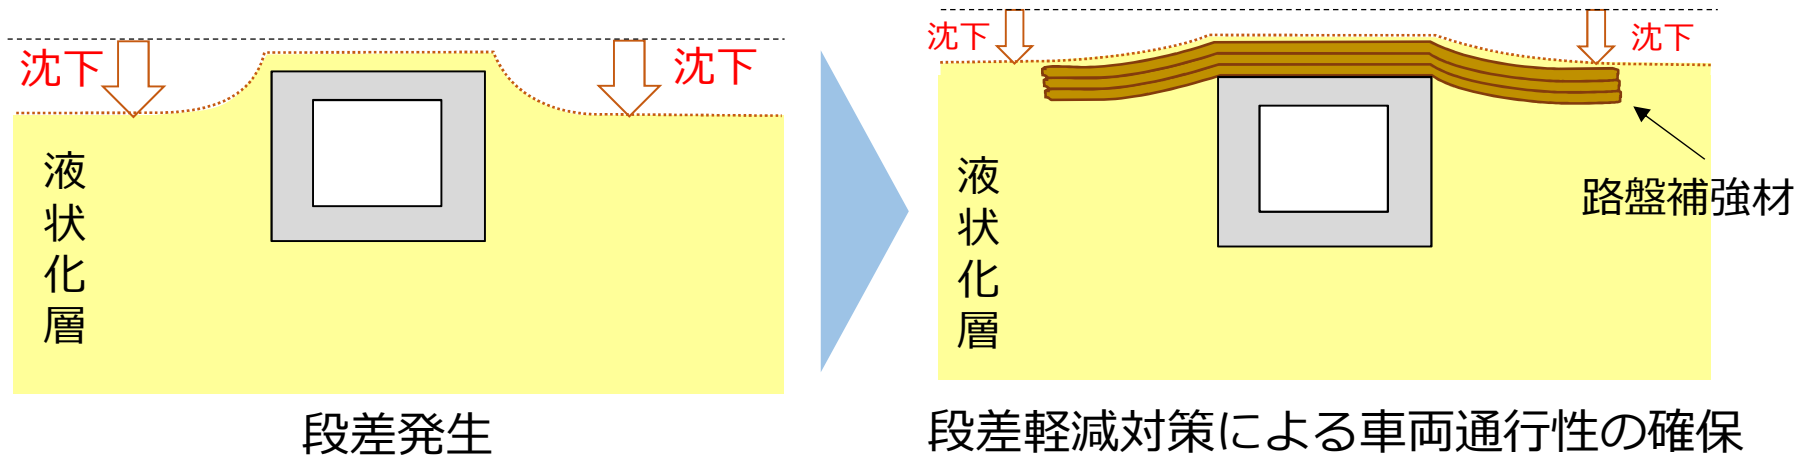 沈下
沈下
液状化層
段差発生
沈下
沈下
液状化層
路盤補強材
段差軽減対策による車両通行性の確保